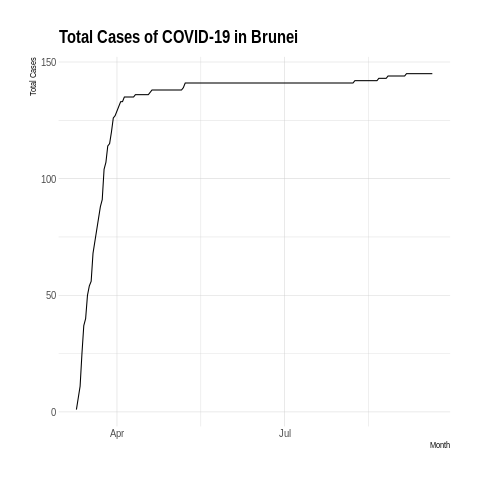 Total Cases of COVID-19 in Brunei
Total Cases
150
100
50
0
Apr
Jul
Month